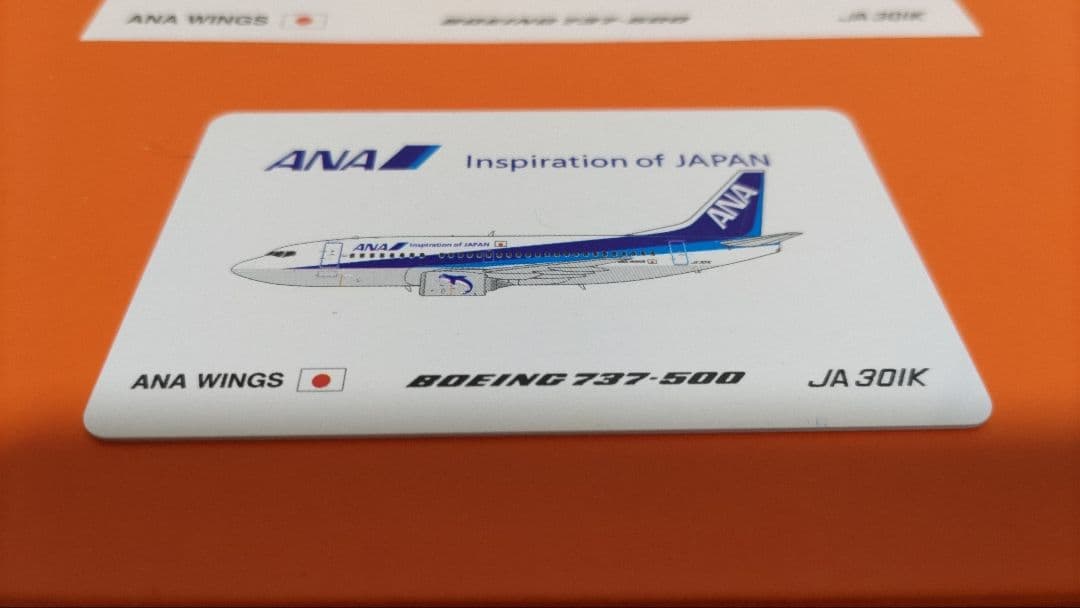 ANA WINGS BOEING 737-500 JA301K
ANA Inspiration of JAPAN
ANA
ANA Inspiration of JAPAN
ANA WINGS BOEING 737-500 JA301K